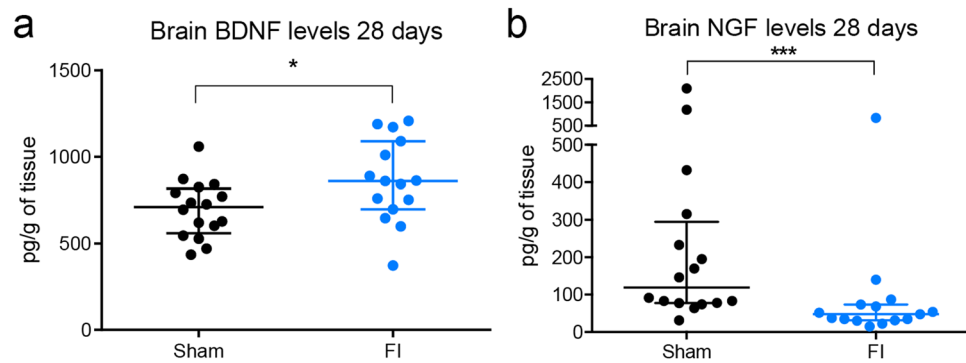 a
Brain BDNF levels 28 days
*
1500
1000
500
0
pg/g of tissue
Sham FI
b
Brain NGF levels 28 days
***
2500
1500
500
500
400
300
200
100
0
pg/g of tissue
Sham FI